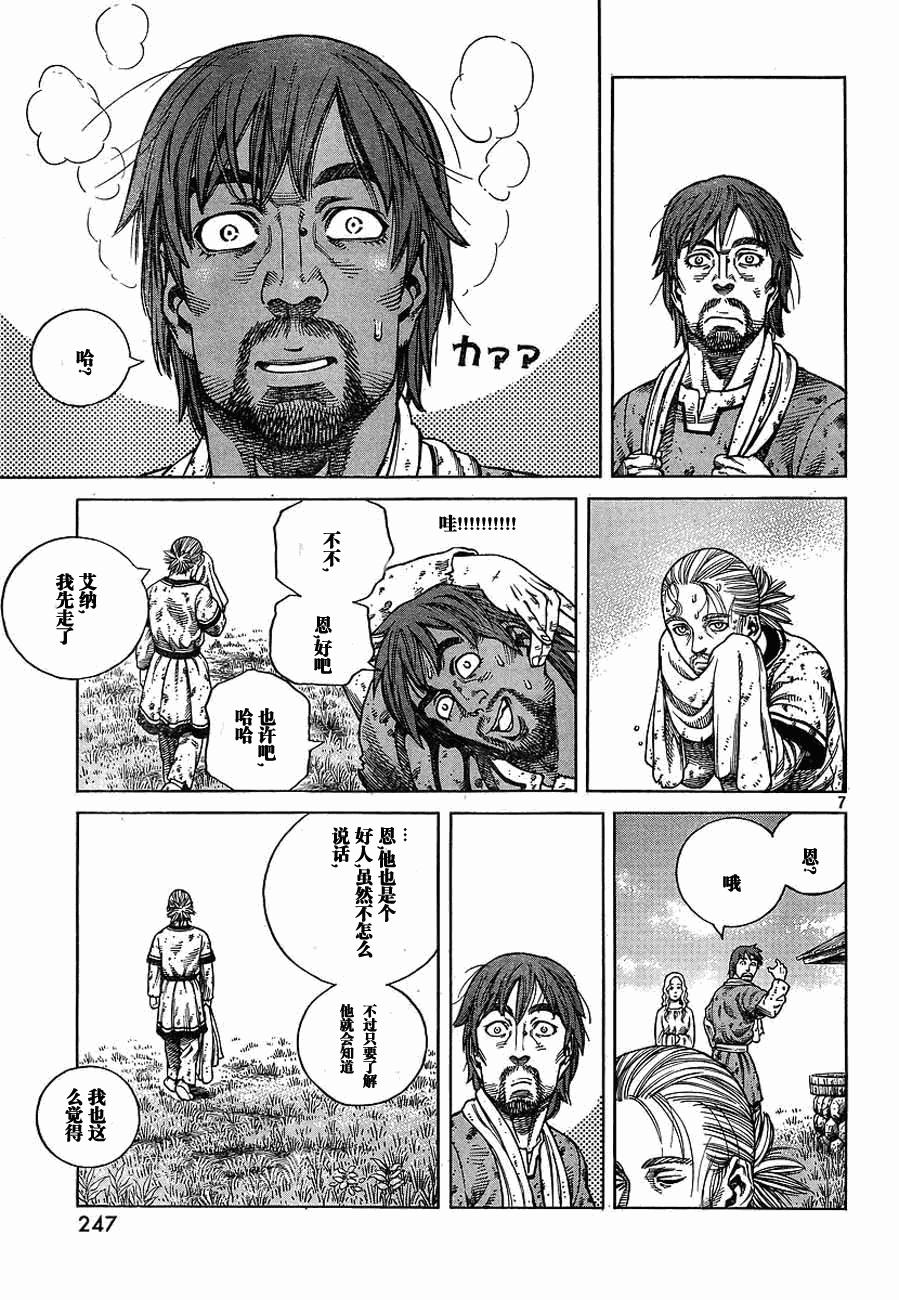 哈?
カァァ
哇!!!!!!!!!!
不不,
恩,好吧
也许吧,
哈哈
艾纳,
我先走了
7
恩?
哦
…
恩,他也是个
好人,虽然不怎么
说话,
不过只要了解
他就会知道
我也这
么觉得
247